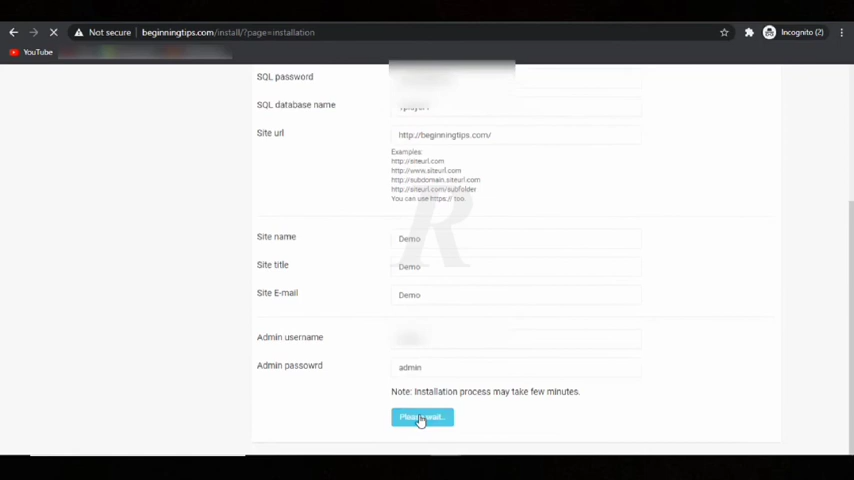 Not secure beginningtips.com/install/?page=installation Incognito (2)
YouTube
SQL password
SQL database name
Site url http://beginningtips.com/
Examples:
http://siteurl.com
http://www.siteurl.com
http://subdomain.siteurl.com
http://siteurl.com/subfolder
You can use https:// too.
R
Site name Demo
Site title Demo
Site E-mail Demo
Admin username
Admin passowrd admin
Note: Installation process may take few minutes.
Please wait..